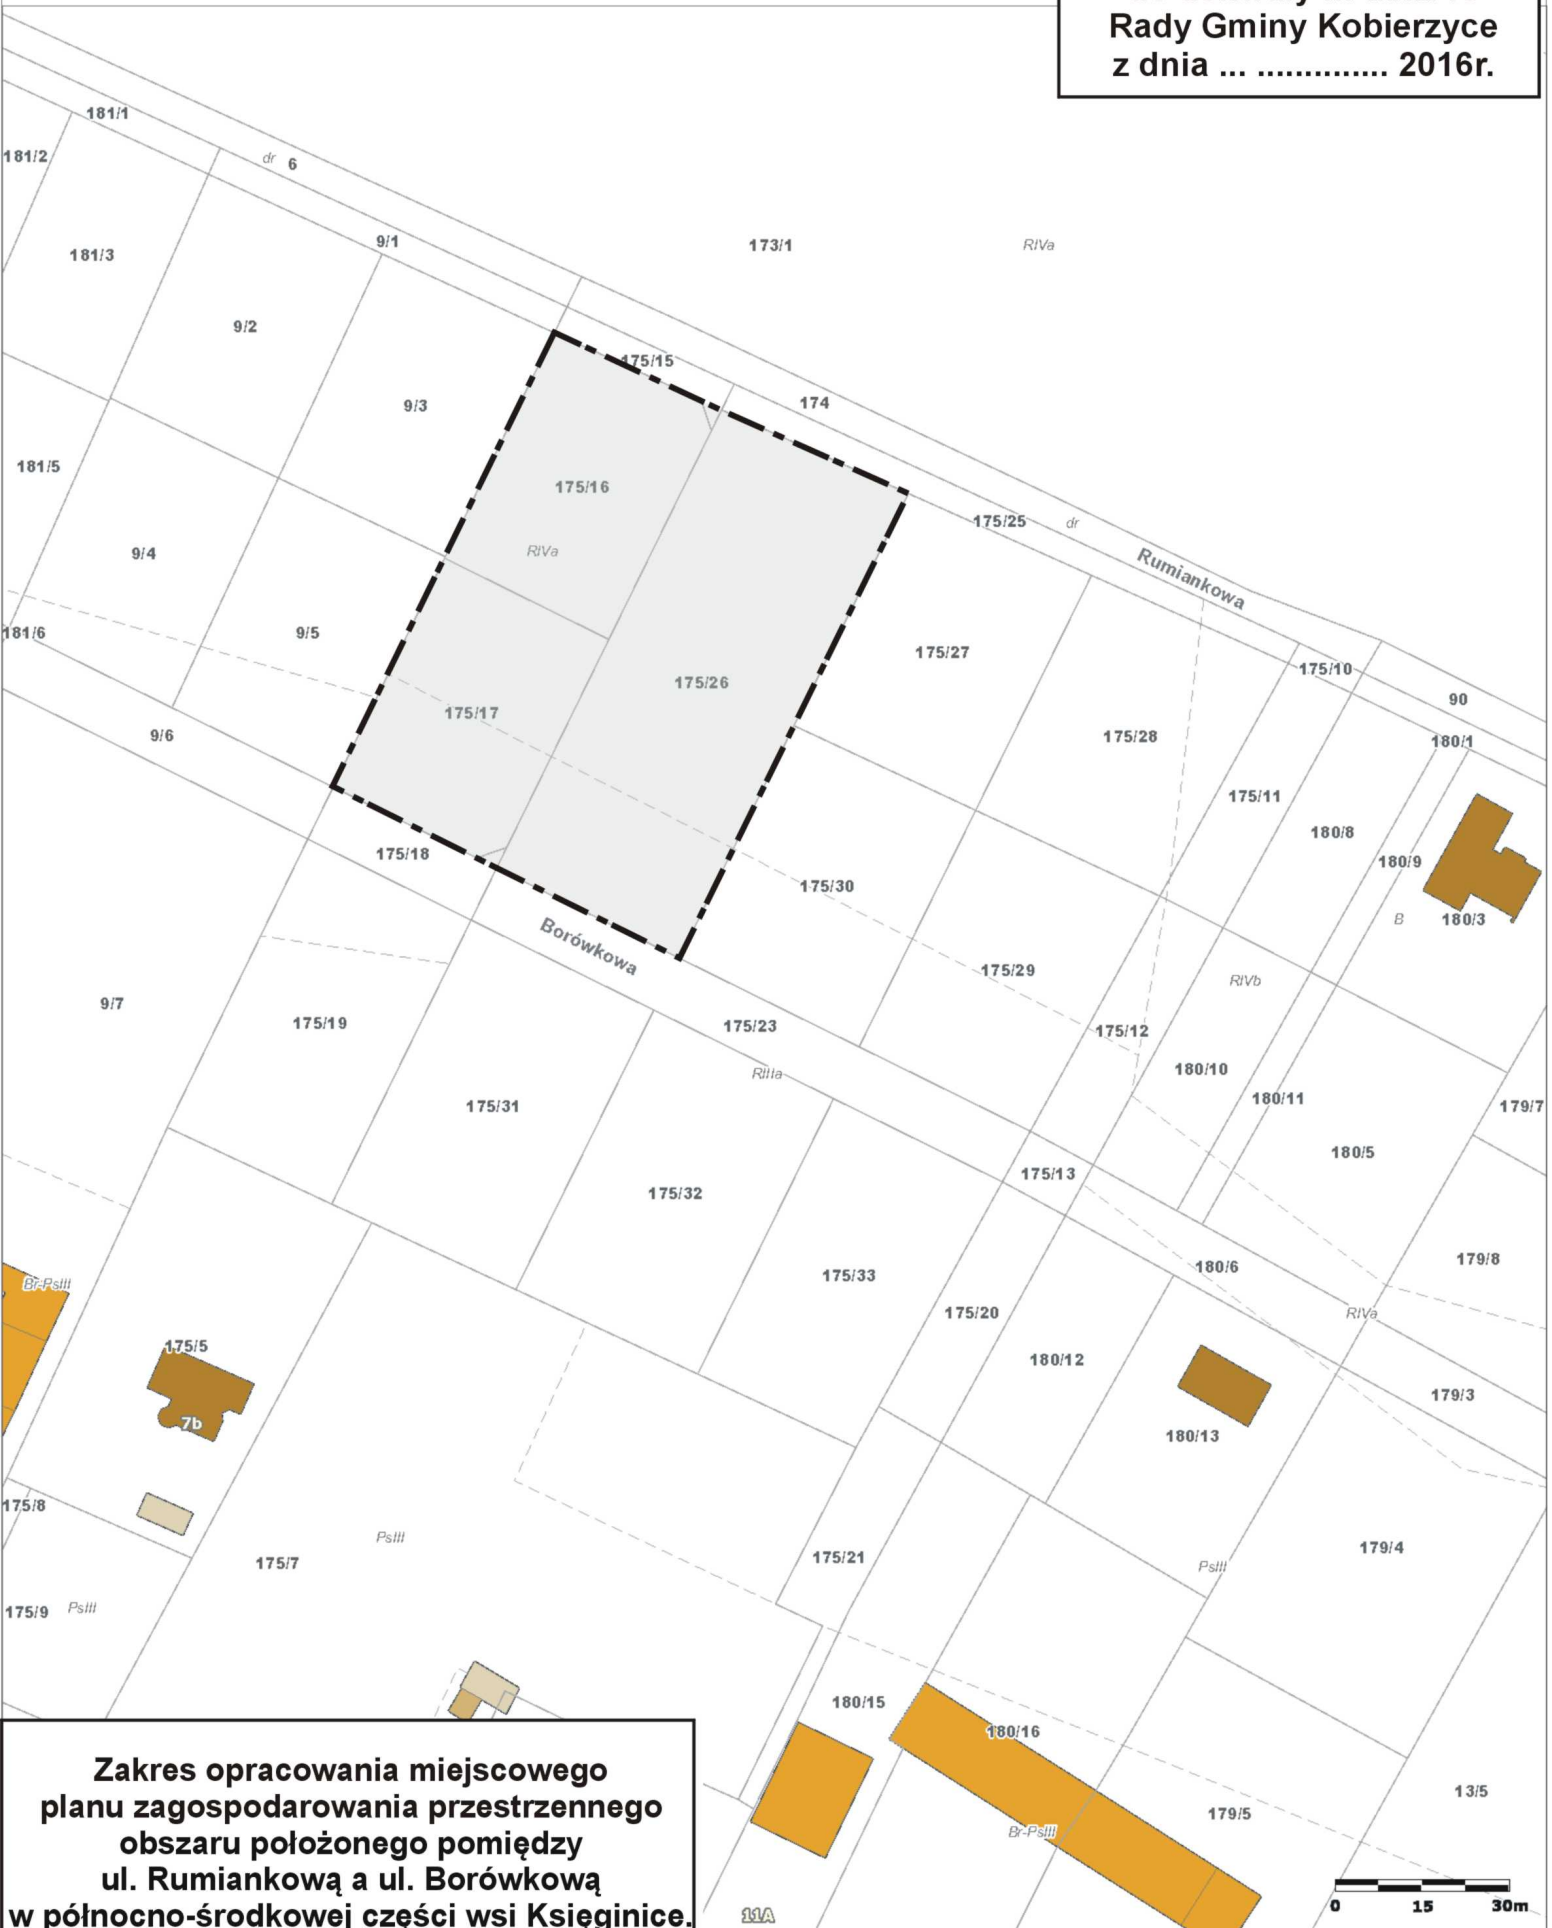 Rady Gminy Kobierzyce
z dnia ... .............. 2016r.
181/1
181/2
dr 6
181/3
9/1
173/1
RIVa
9/2
175/15
9/3
174
181/5
175/16
175/25
dr
RIVa
9/4
Rumiankowa
181/6
9/5
175/27
175/10
175/26
90
175/17
9/6
175/28
180/1
175/11
180/8
175/18
180/9
175/30
B
180/3
Borówkowa
175/29
RIVb
9/7
175/19
175/23
175/12
RIIIa
180/10
175/31
180/11
179/7
180/5
175/13
175/32
179/8
180/6
175/33
Br-PsIII
175/20
RIVa
175/5
180/12
179/3
7b
180/13
175/8
PsIII
179/4
175/7
175/21
PsIII
175/9
PsIII
180/15
180/16
Zakres opracowania miejscowego
planu zagospodarowania przestrzennego
obszaru położonego pomiędzy
ul. Rumiankową a ul. Borówkową
w północno-środkowej części wsi Księginice.
13/5
179/5
Br-PsIII
11A
0 15 30m